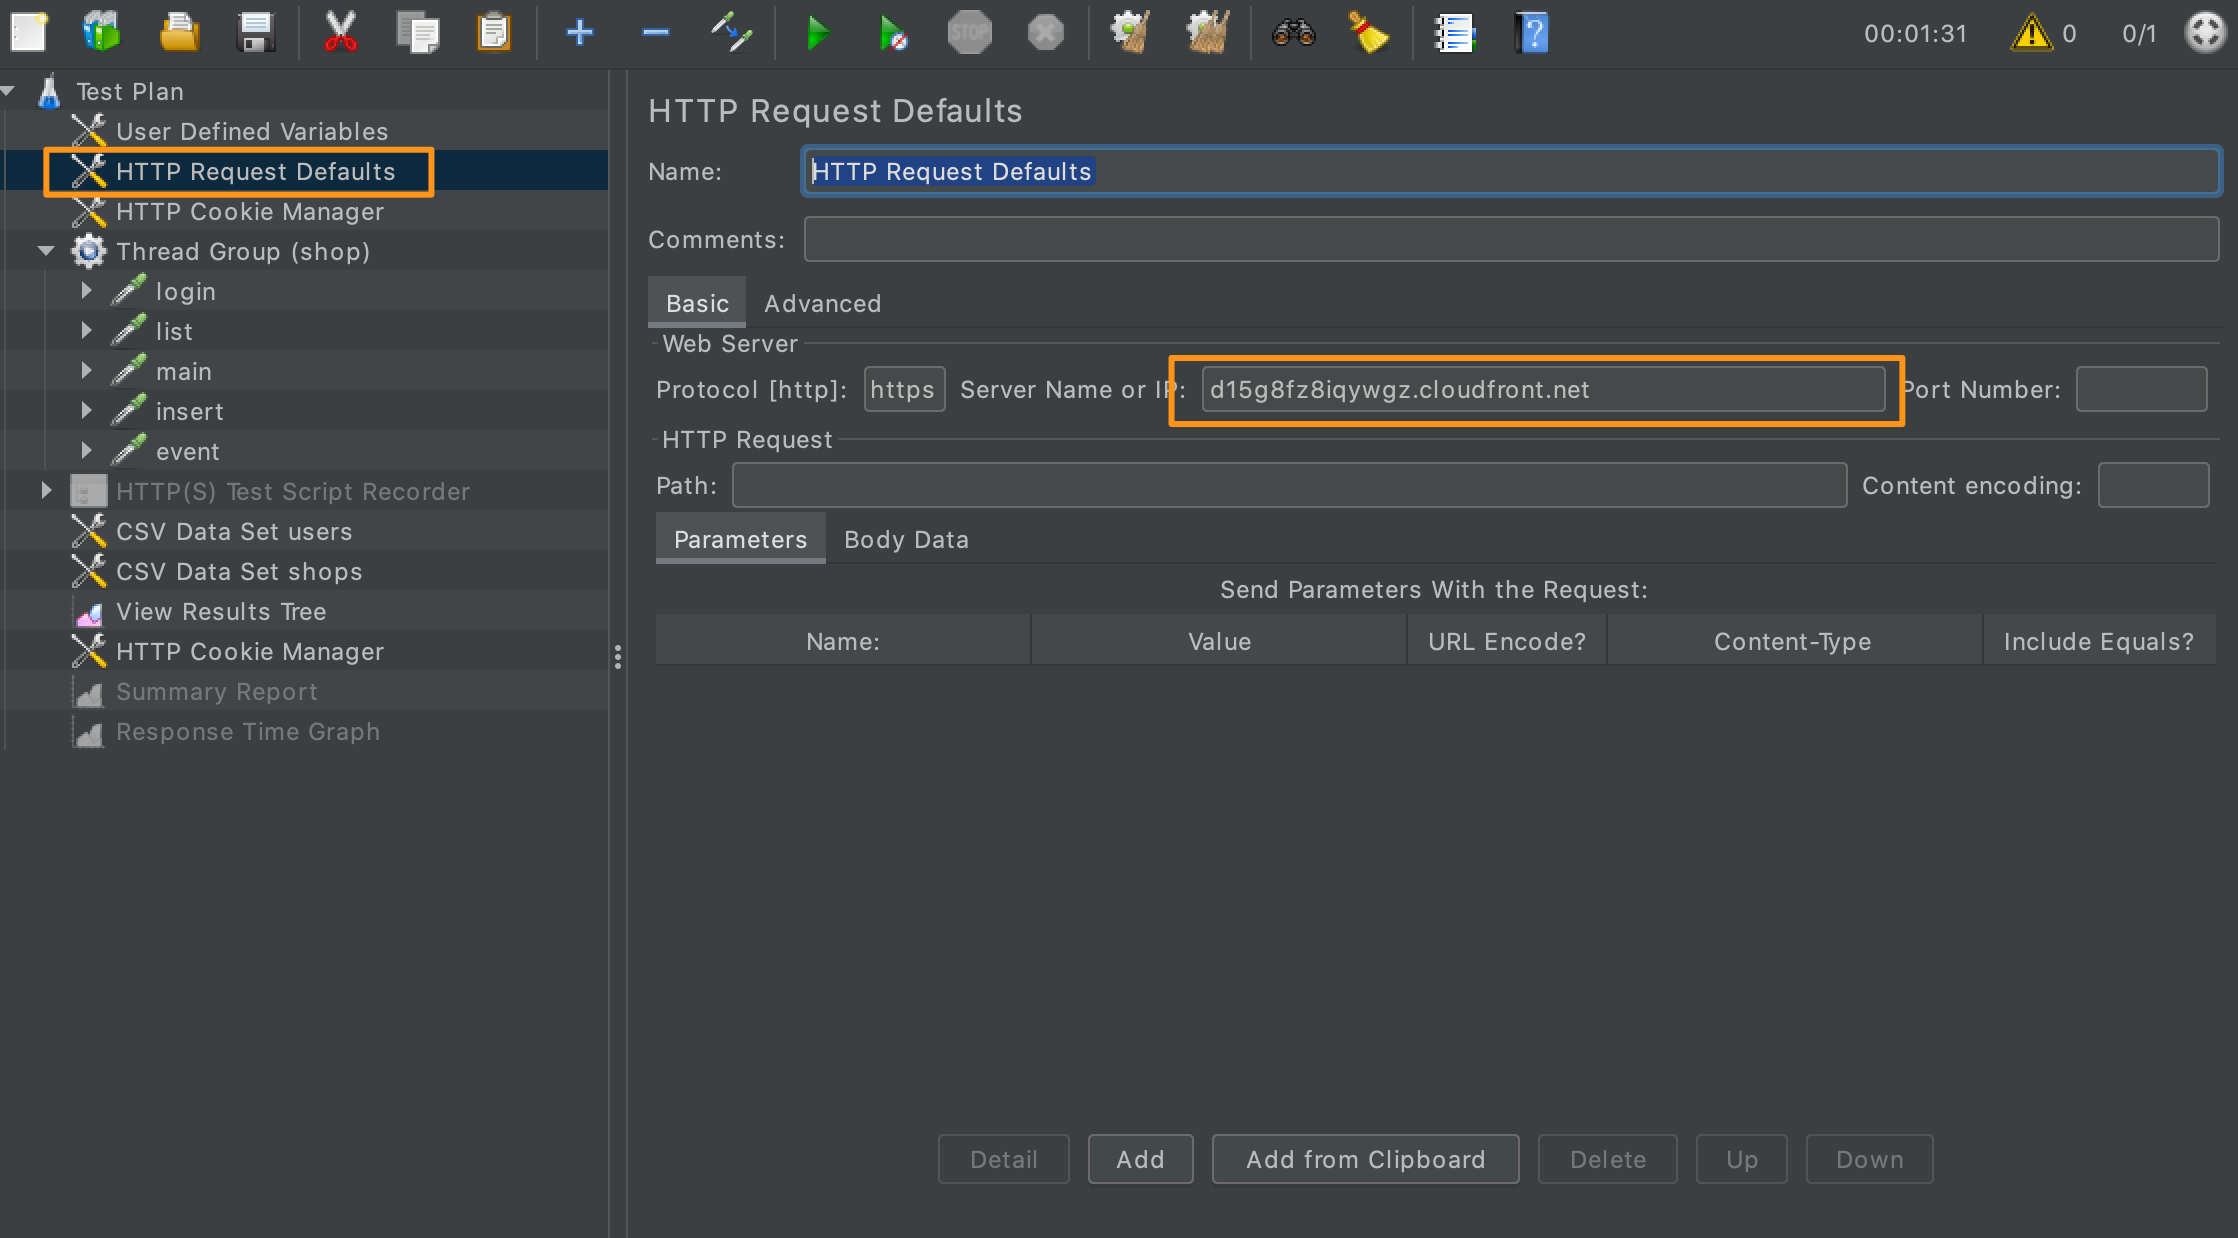 STOP
00:01:31
0
0/1
Test Plan
User Defined Variables
HTTP Request Defaults
HTTP Cookie Manager
Thread Group (shop)
login
list
main
insert
event
HTTP(S) Test Script Recorder
CSV Data Set users
CSV Data Set shops
View Results Tree
HTTP Cookie Manager
Summary Report
Response Time Graph
HTTP Request Defaults
Name: HTTP Request Defaults
Comments:
Basic Advanced
Web Server
Protocol [http]: https Server Name or IP: d15g8fz8iqywgz.cloudfront.net Port Number:
HTTP Request
Path: Content encoding:
Parameters Body Data
Send Parameters With the Request:
Name: Value URL Encode? Content-Type Include Equals?
Detail Add Add from Clipboard Delete Up Down